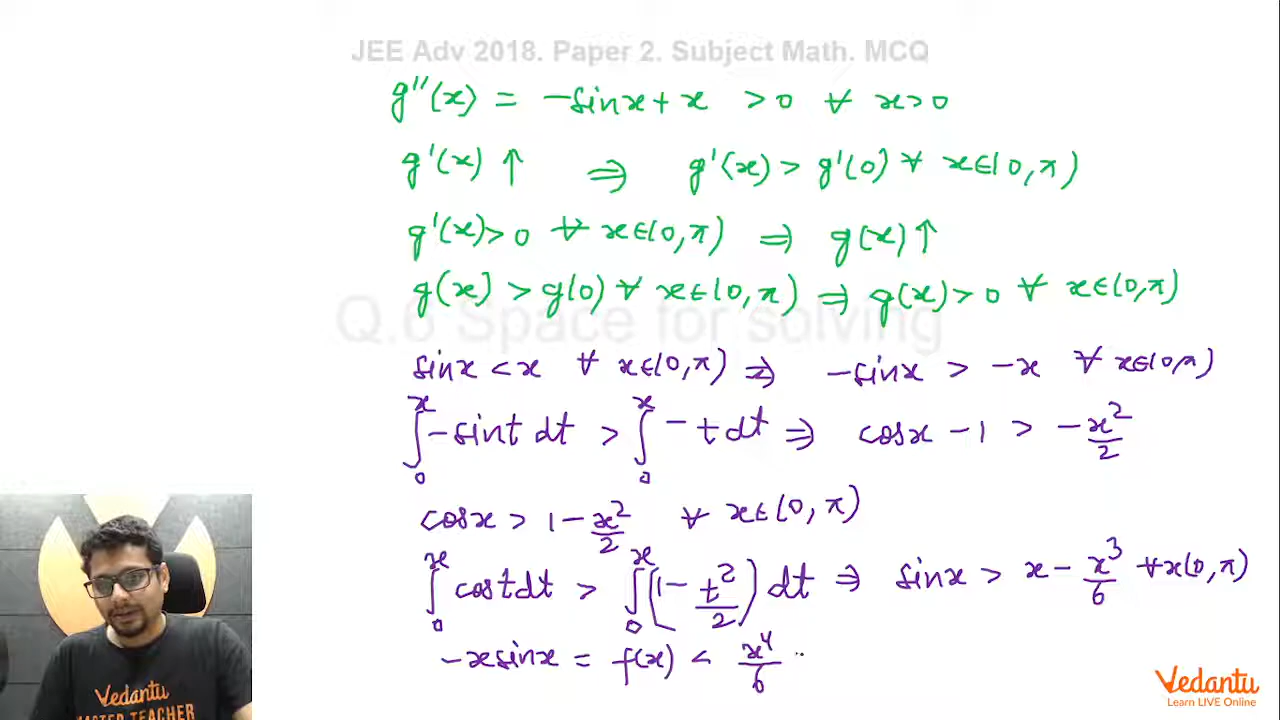 JEE Adv 2018. Paper 2. Subject Math. MCQ
g''(x) = -sinx + x > 0 ∀ x>0
g'(x) ↑ ⇒ g'(x) > g'(0) ∀ x∈(0,π)
g'(x) > 0 ∀ x∈(0,π) ⇒ g(x) ↑
g(x) > g(0) ∀ x∈(0,π) ⇒ g(x) > 0 ∀ x∈(0,π)
Q.6 Space for solving
sinx < x ∀ x∈(0,π) ⇒ -sinx > -x ∀ x∈(0,π)
∫₀ˣ -sint dt > ∫₀ˣ -t dt ⇒ cosx - 1 > -x²/2
cosx > 1 - x²/2 ∀ x∈(0,π)
∫₀ˣ cost dt > ∫₀ˣ (1 - t²/2) dt ⇒ sinx > x - x³/6 ∀ x(0,π)
-xsinx = f(x) < x⁴/6
Vedantu
MASTER TEACHER
Vedantu
Learn LIVE Online